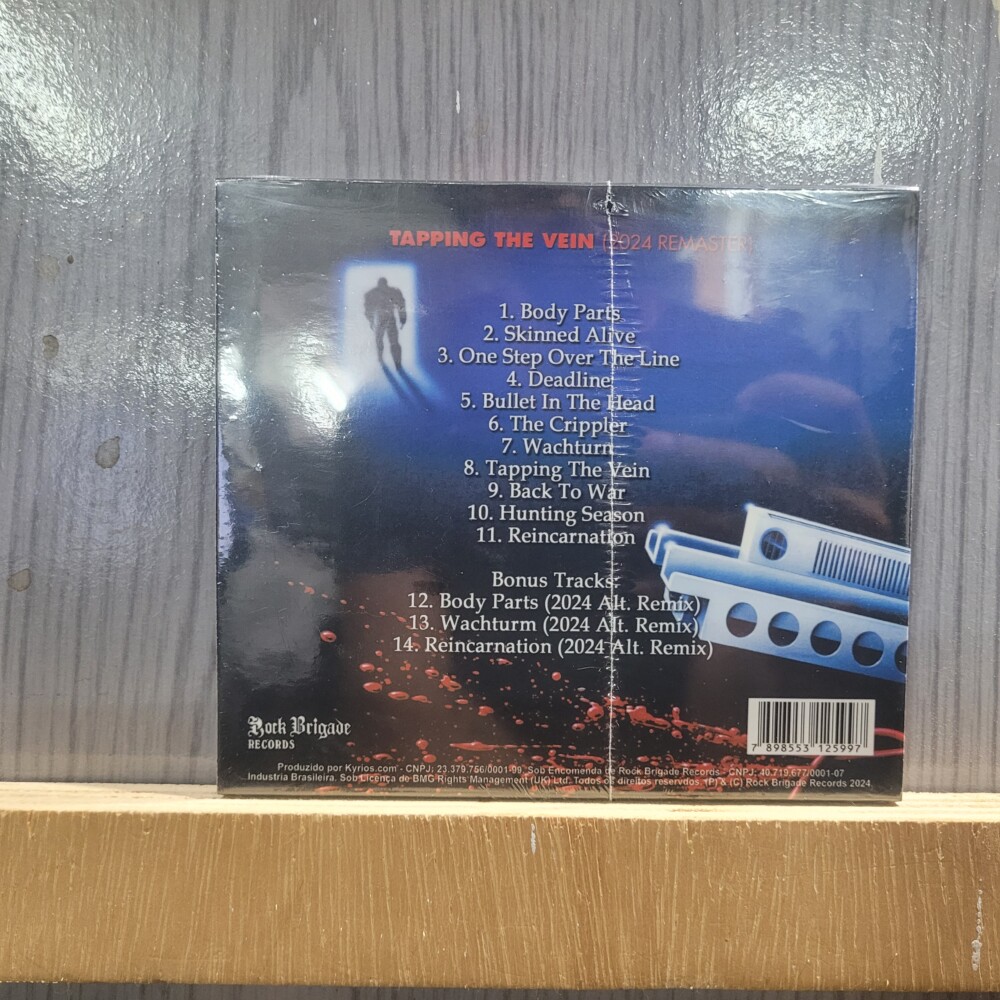 TAPPING THE VEIN (2024 REMASTER)
1. Body Parts
2. Skinned Alive
3. One Step Over The Line
4. Deadline
5. Bullet In The Head
6. The Crippler
7. Wachturm
8. Tapping The Vein
9. Back To War
10. Hunting Season
11. Reincarnation
Bonus Tracks:
12. Body Parts (2024 Alt. Remix)
13. Wachturm (2024 Alt. Remix)
14. Reincarnation (2024 Alt. Remix)
Rock Brigade
RECORDS
7 898553 125997
Produzido por Kyrios.com - CNPJ: 23.379.756/0001-99 Sob Encomenda de Rock Brigade Records - CNPJ: 40.719.677/0001-07
Industria Brasileira. Sob Licença de BMG Rights Management (UK) Ltd. Todos os direitos reservdos. (P) & (C) Rock Brigade Records 2024